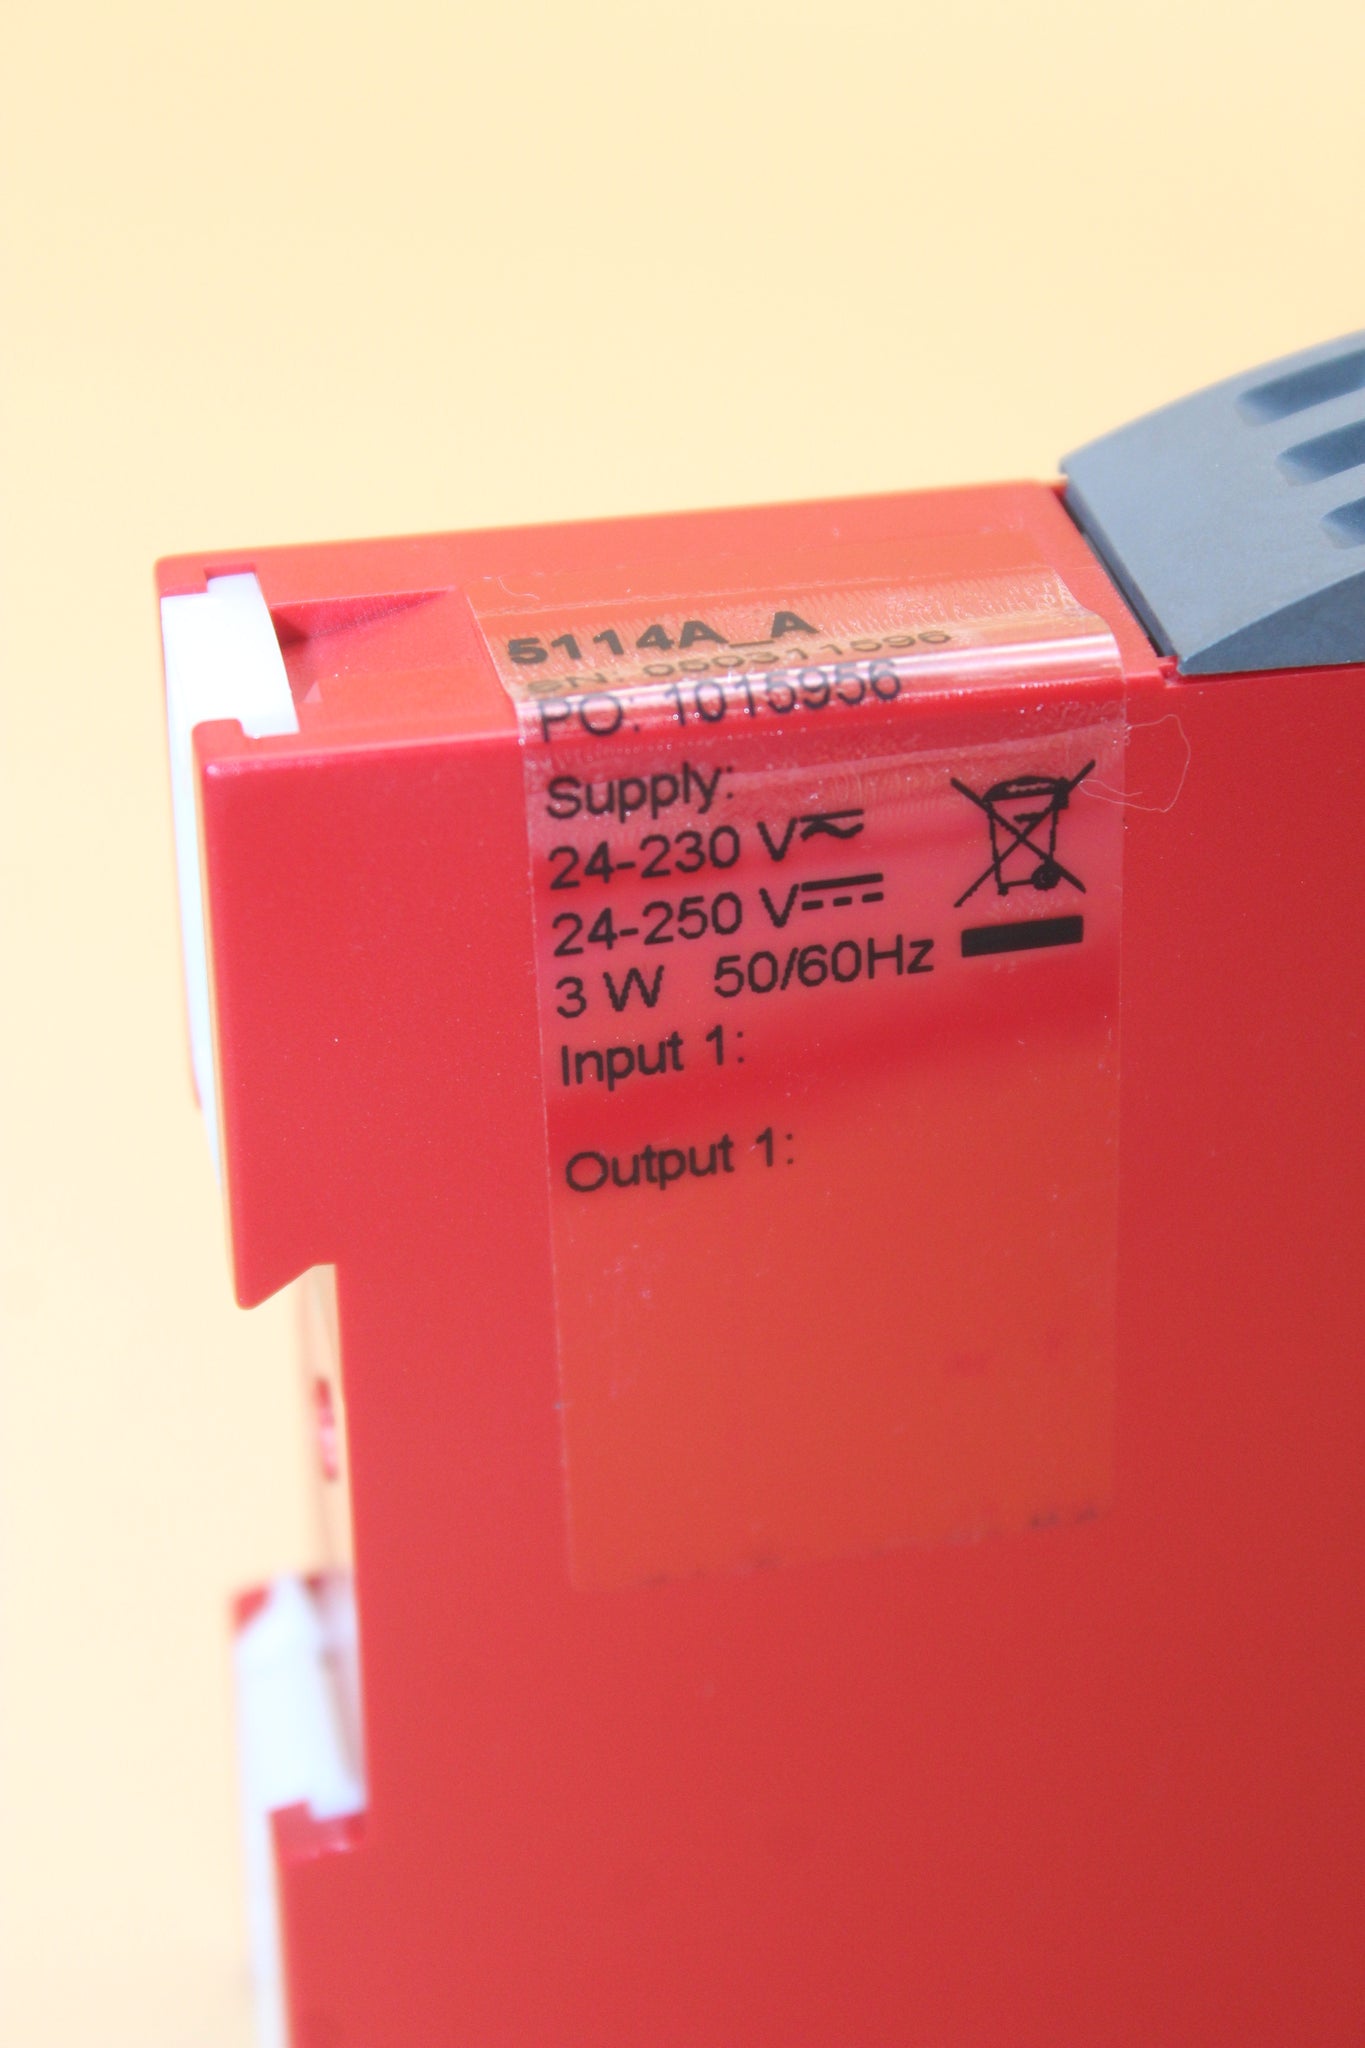 5114A_A
SN: 050311596
PO: 1015956
Supply:
24-230 V
24-250 V
3 W 50/60Hz
Input 1:
Output 1: